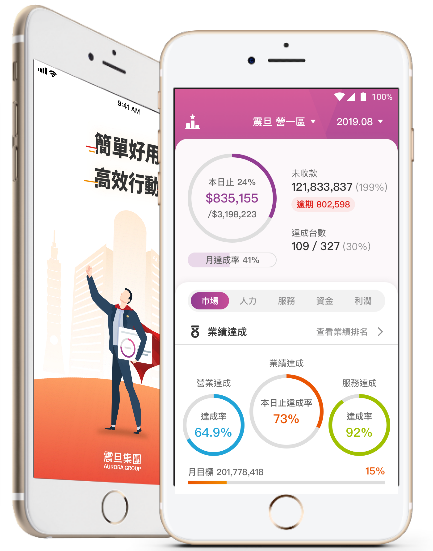 9:41 AM
簡單好用
高效行動
震旦集團
AURORA GROUP
100%
震旦 營一區
2019.08
本日止 24%
$835,155
/$3,198,223
月達成率 41%
未收款
121,833,837 (199%)
逾期 802,598
達成台數
109 / 327 (30%)
市場 人力 服務 資金 利潤
業績達成 查看業績排名
營業達成
達成率
64.9%
業績達成
本日止達成率
73%
服務達成
達成率
92%
月目標 201,778,418 15%